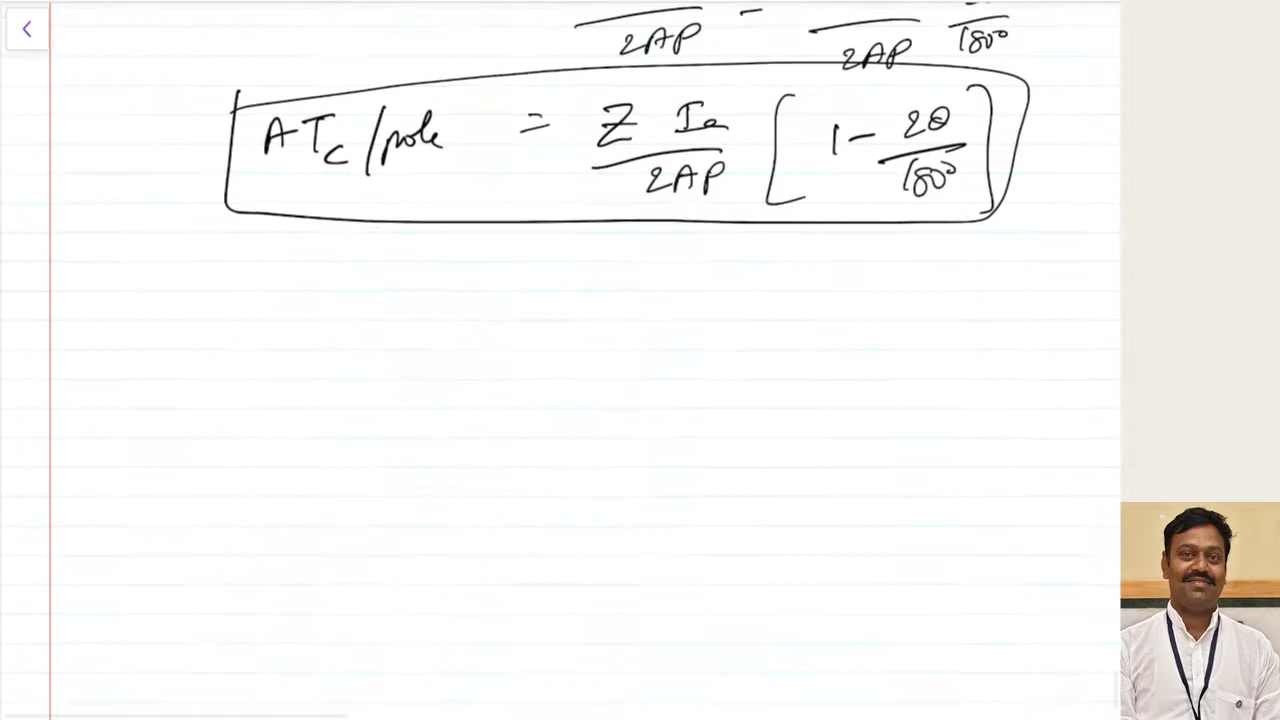 2AP - 2AP 180°
ATc/pole = Z Ia / 2AP [ 1 - 2θ / 180° ]